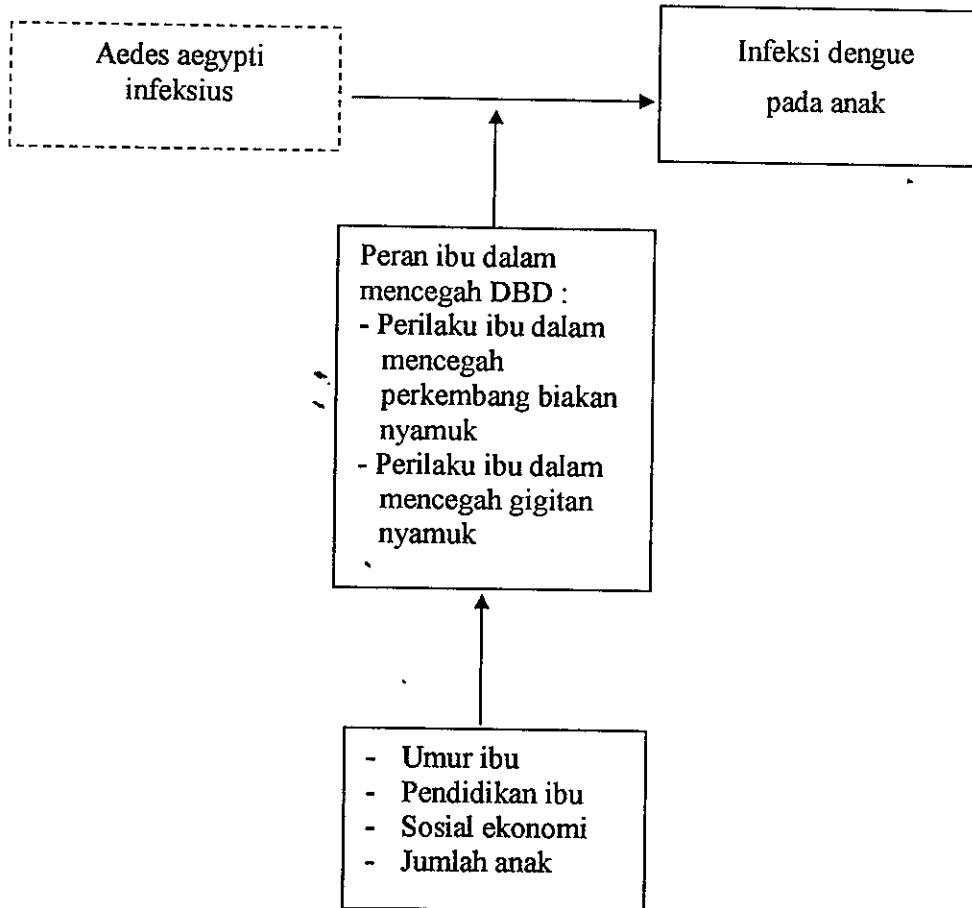 Aedes aegypti
infeksius
Infeksi dengue
pada anak
Peran ibu dalam
mencegah DBD :
- Perilaku ibu dalam
mencegah
perkembang biakan
nyamuk
- Perilaku ibu dalam
mencegah gigitan
nyamuk
- Umur ibu
- Pendidikan ibu
- Sosial ekonomi
- Jumlah anak